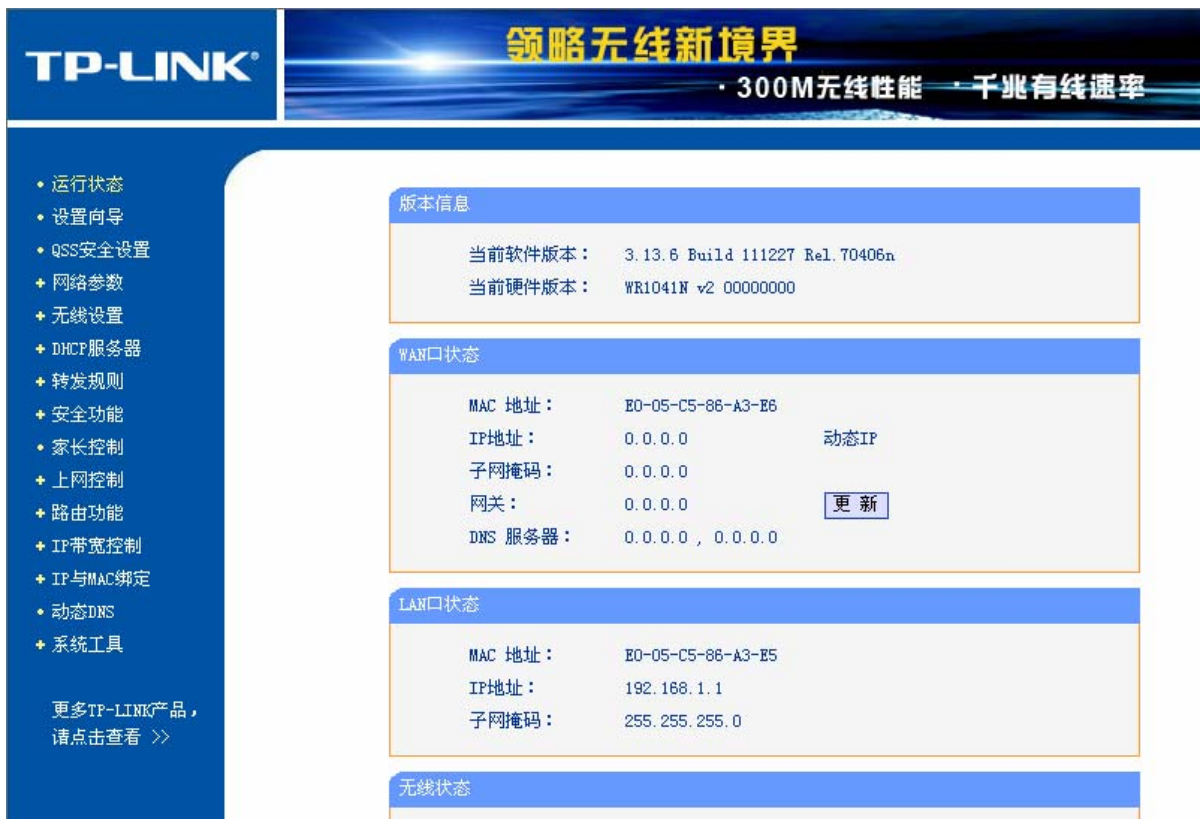 TP-LINK®
领略无线新境界
·300M无线性能 ·千兆有线速率
• 运行状态
• 设置向导
• QSS安全设置
+ 网络参数
+ 无线设置
+ DHCP服务器
+ 转发规则
+ 安全功能
• 家长控制
+ 上网控制
+ 路由功能
+ IP带宽控制
+ IP与MAC绑定
• 动态DNS
+ 系统工具
更多TP-LINK产品，
请点击查看 >>
版本信息
当前软件版本： 3.13.6 Build 111227 Rel.70406n
当前硬件版本： WR1041N v2 00000000
WAN口状态
MAC 地址： E0-05-C5-86-A3-E6
IP地址： 0.0.0.0 动态IP
子网掩码： 0.0.0.0
网关： 0.0.0.0 更 新
DNS 服务器： 0.0.0.0 , 0.0.0.0
LAN口状态
MAC 地址： E0-05-C5-86-A3-E5
IP地址： 192.168.1.1
子网掩码： 255.255.255.0
无线状态